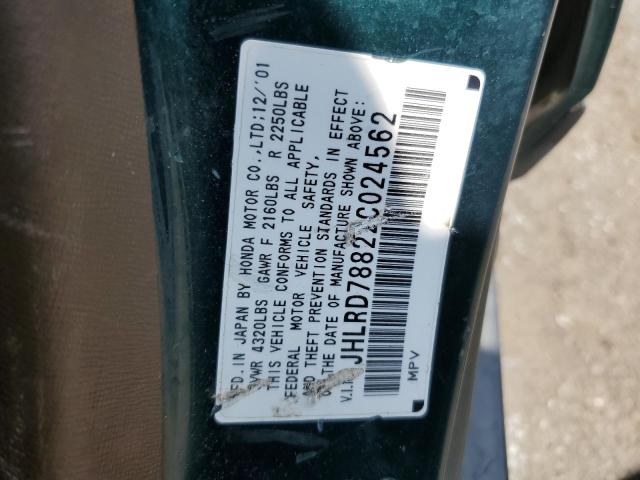 MFD. IN JAPAN BY HONDA MOTOR CO., LTD; 12/'01
GVWR 4320LBS GAWR F 2160LBS R 2250LBS
THIS VEHICLE CONFORMS TO ALL APPLICABLE
FEDERAL MOTOR VEHICLE SAFETY,
AND THEFT PREVENTION STANDARDS IN EFFECT
ON THE DATE OF MANUFACTURE SHOWN ABOVE:
V.I.N. JHLRD78822C024562
MPV